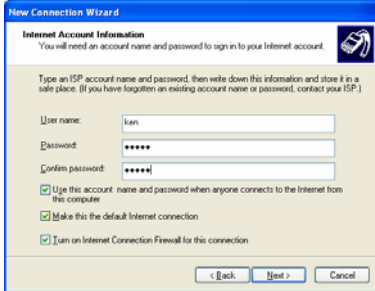 New Connection Wizard
Internet Account Information
You will need an account name and password to sign in to your Internet account.
Type an ISP account name and password, then write down this information and store it in a
safe place. (If you have forgotten an existing account name or password, contact your ISP.)
User name: ken
Password: •••••
Confirm password: •••••
Use this account name and password when anyone connects to the Internet from
this computer
Make this the default Internet connection
Turn on Internet Connection Firewall for this connection
< Back Next > Cancel